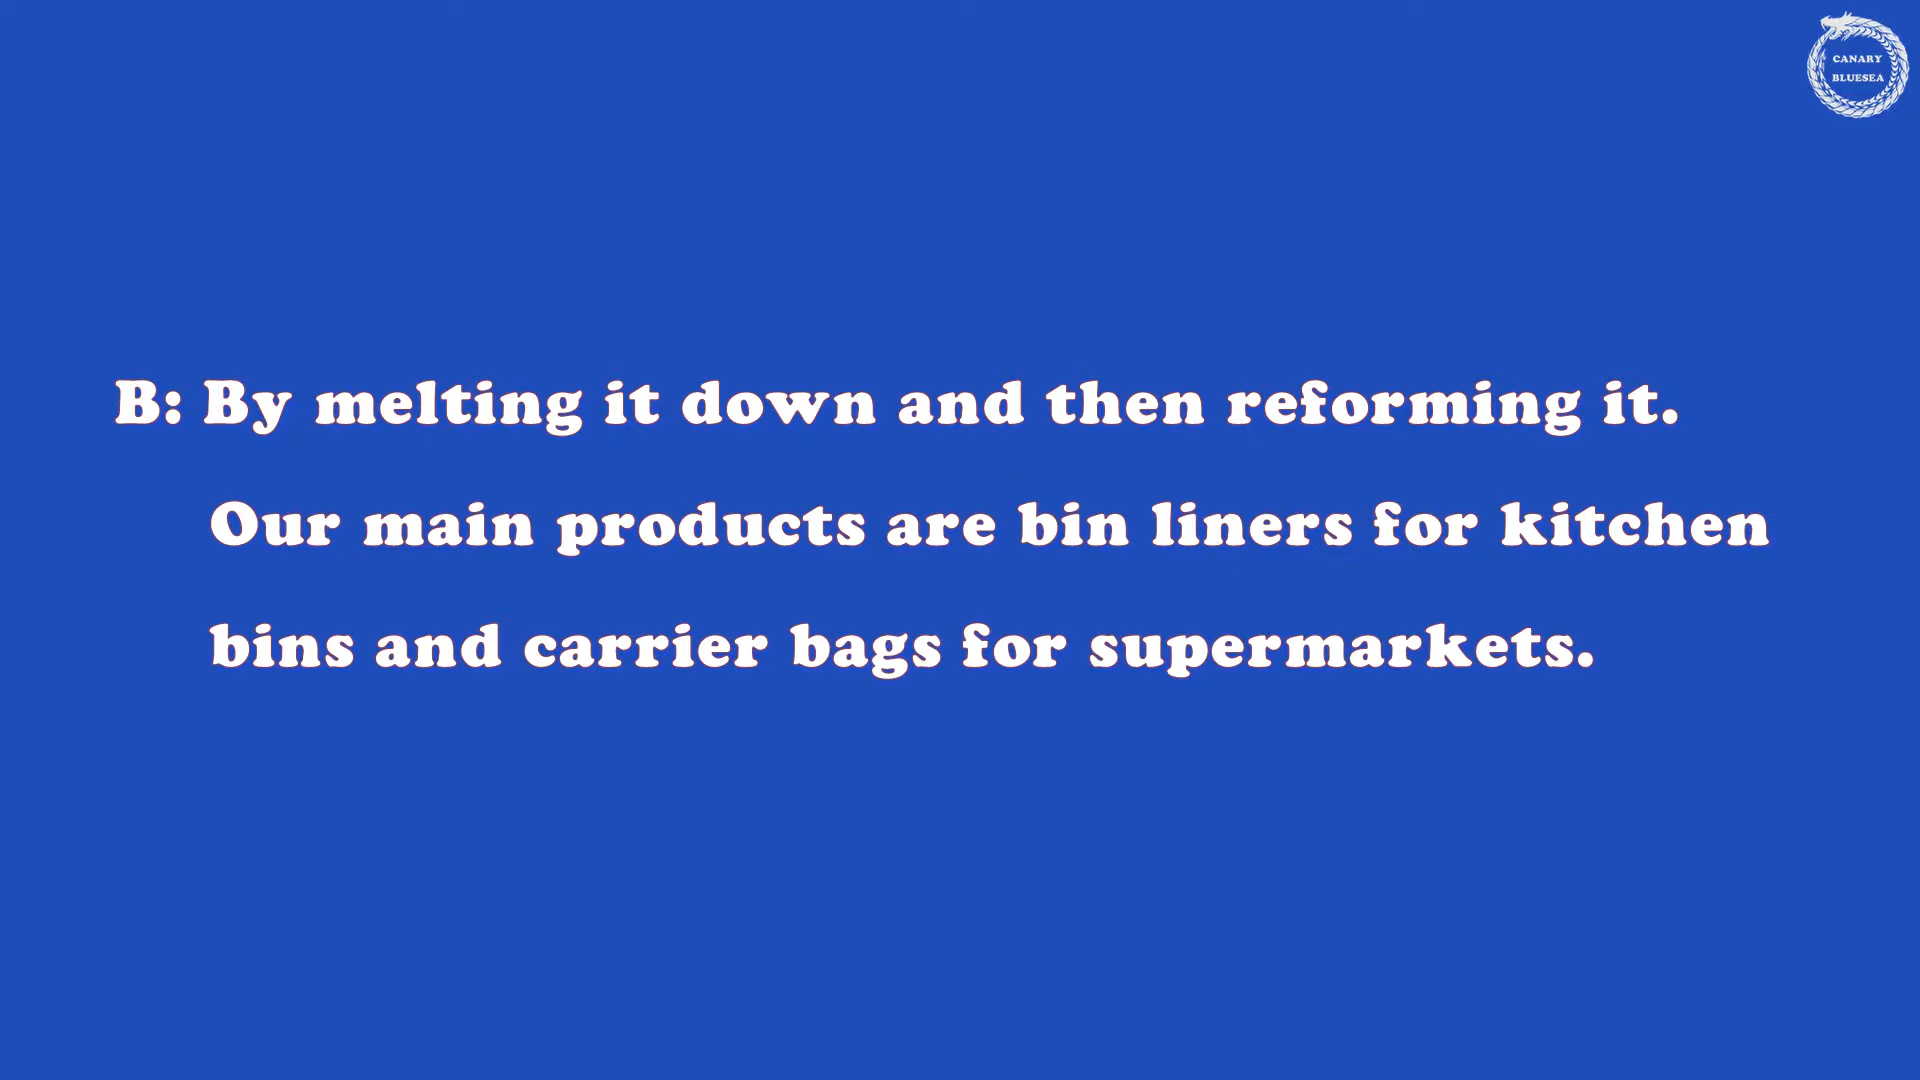 CANARY
BLUESEA
B: By melting it down and then reforming it.
Our main products are bin liners for kitchen
bins and carrier bags for supermarkets.